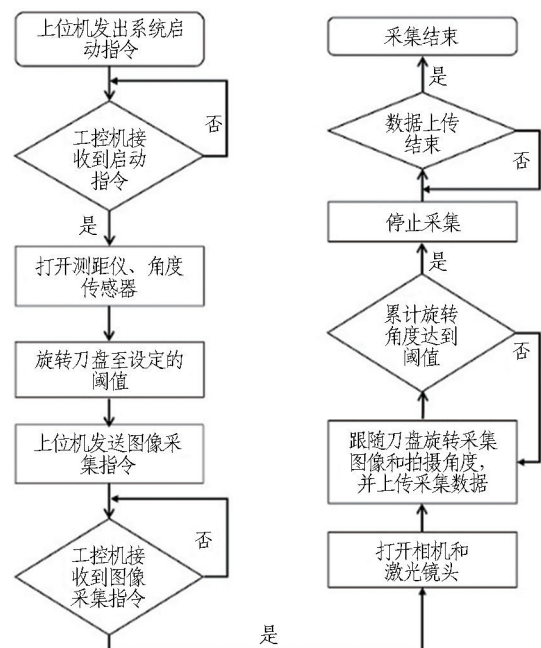 上位机发出系统启
动指令
否
工控机接
收到启动
指令
是
打开测距仪、角度
传感器
旋转刀盘至设定的
阈值
上位机发送图像采
集指令
否
工控机接
收到图像
采集指令
是
打开相机和
激光镜头
跟随刀盘旋转采集
图像和拍摄角度，
并上传采集数据
累计旋转
角度达到
阈值
否
是
停止采集
数据上传
结束
否
是
采集结束